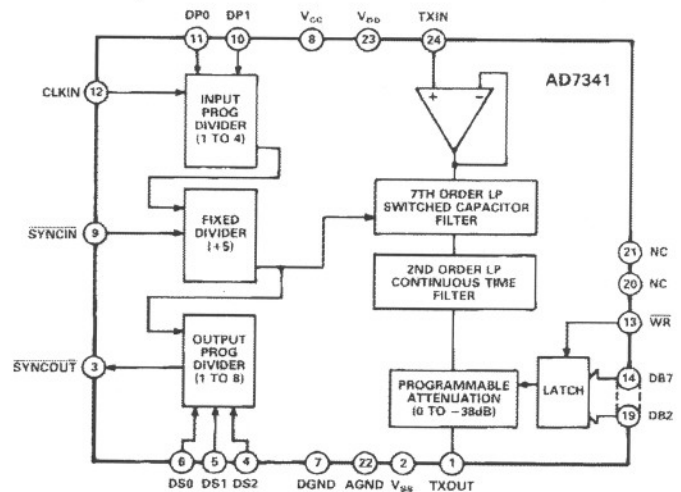 DP0 DP1 VCC VDD TXIN
11 10 8 23 24
AD7341
CLKIN 12
INPUT
PROG
DIVIDER
(1 TO 4)
+ −
7TH ORDER LP
SWITCHED CAPACITOR
FILTER
SYNCIN 9
FIXED
DIVIDER
(÷5)
21 NC
2ND ORDER LP
CONTINUOUS TIME
FILTER
20 NC
13 WR
OUTPUT
PROG
DIVIDER
(1 TO 8)
SYNCOUT 3
PROGRAMMABLE
ATTENUATION
(0 TO −38dB)
LATCH
14 DB7
19 DB2
6 5 4 7 22 2 1
DS0 DS1 DS2 DGND AGND VSS TXOUT